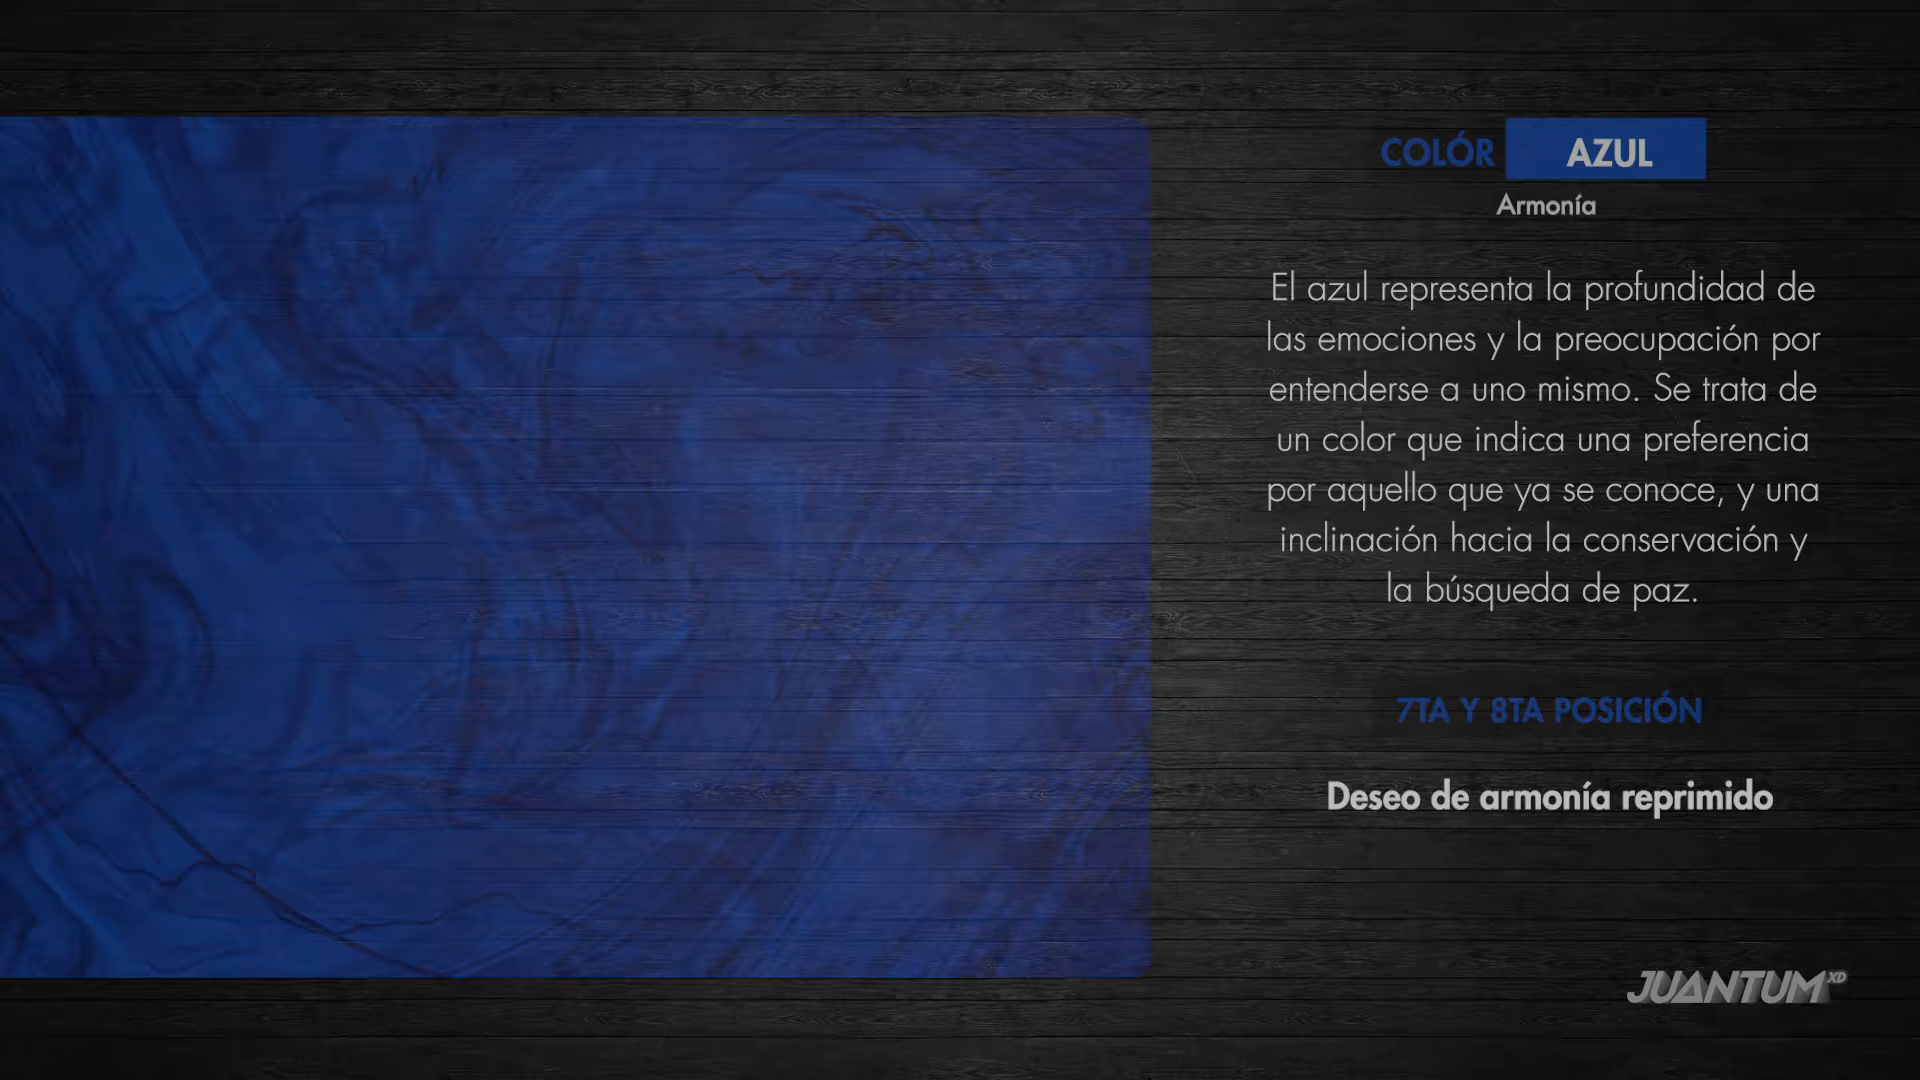 COLÓR AZUL
Armonía
El azul representa la profundidad de
las emociones y la preocupación por
entenderse a uno mismo. Se trata de
un color que indica una preferencia
por aquello que ya se conoce, y una
inclinación hacia la conservación y
la búsqueda de paz.
7TA Y 8TA POSICIÓN
Deseo de armonía reprimido
JUANTUM XD